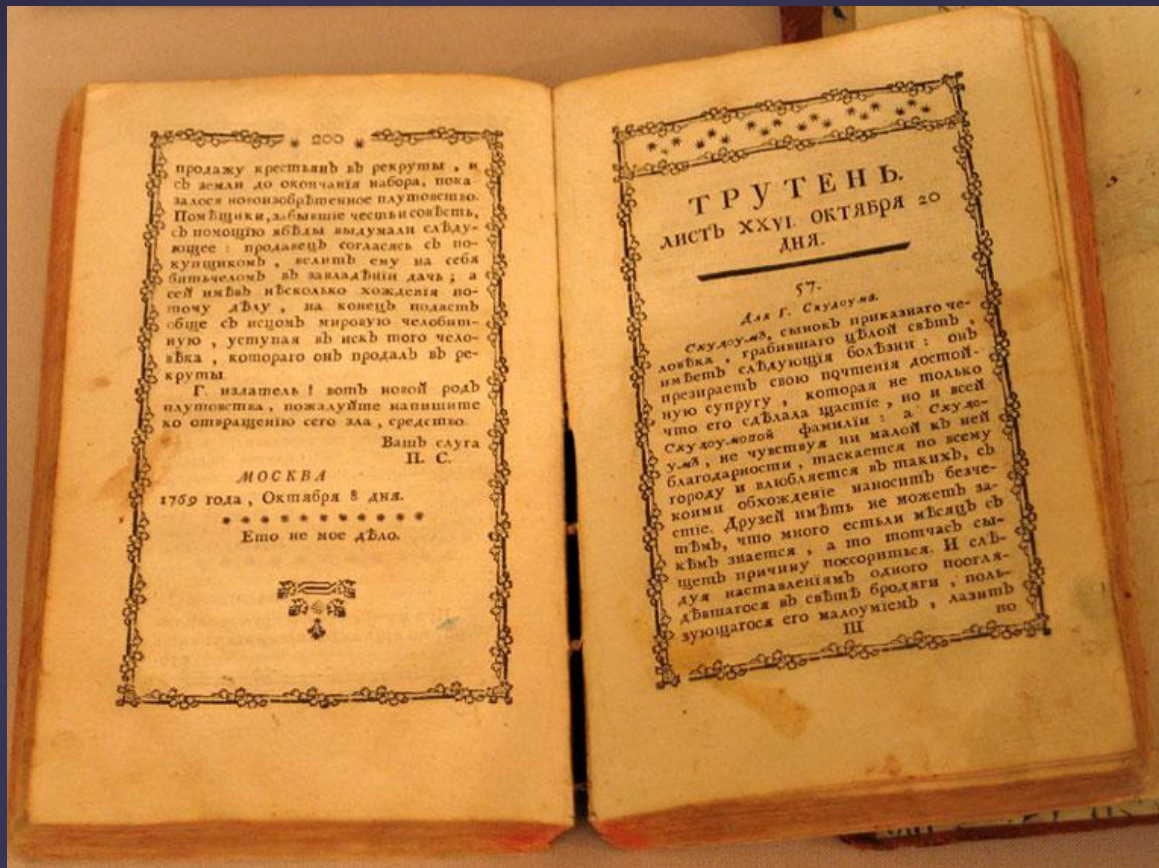 * 200 *
продажу крестьянъ въ рекруты , и
съ земли до окончанія набора, пока-
залося новоизобрѣтенное плутовство.
Помѣщики, забывшіе честь и совѣсть,
съ помощію ябѣды выдумали слѣду-
ющее : продавецъ согласясь съ по-
купщикомъ , велитъ ему на себя
битьчеломъ въ завладѣніи дачь ; а
сей имѣвъ нѣсколько хожденія по-
тому дѣлу , на конецъ подастъ
обще съ исцомъ мировую челобит-
ную , уступая въ искъ того чело-
вѣка , котораго онъ продалъ въ ре-
круты.
Г. издатель ! вотъ новой родъ
плутовства , пожалуйте напишите
ко отвращенію сего зла , средство.
Вашъ слуга
П. С.
МОСКВА
1769 года , Октября 8 дня.
* * * * * * * * * * *
Ето не мое дѣло.
ТРУТЕНЬ.
ЛИСТЪ XXVI. ОКТЯБРЯ 20
ДНЯ.
57.
Для Г. Скудоума.
Скудоумъ, сынокъ приказнаго че-
ловѣка , грабившаго цѣлой свѣтъ ,
имѣетъ слѣдующія болѣзни : онъ
презираетъ свою почтенія достой-
ную супругу , которая не только
что его сдѣлала щастіе , но и всей
Скудоумовой фамиліи : а Скудо-
умъ , не чувствуя ни малой къ ней
благодарности , таскается по всему
городу и влюбляется въ такихъ, съ
коими обхожденіе наноситъ безче-
стіе. Друзей имѣть не можетъ за-
тѣмъ, что много естьли мѣсяцъ съ
кѣмъ знается , а то тотчасъ сы-
щетъ причину поссориться. И слѣ-
дуя наставленіямъ одного поогля-
дѣвшагося въ свѣтѣ бродяги , поль-
зующагося его малоуміемъ , лазитъ
III
по